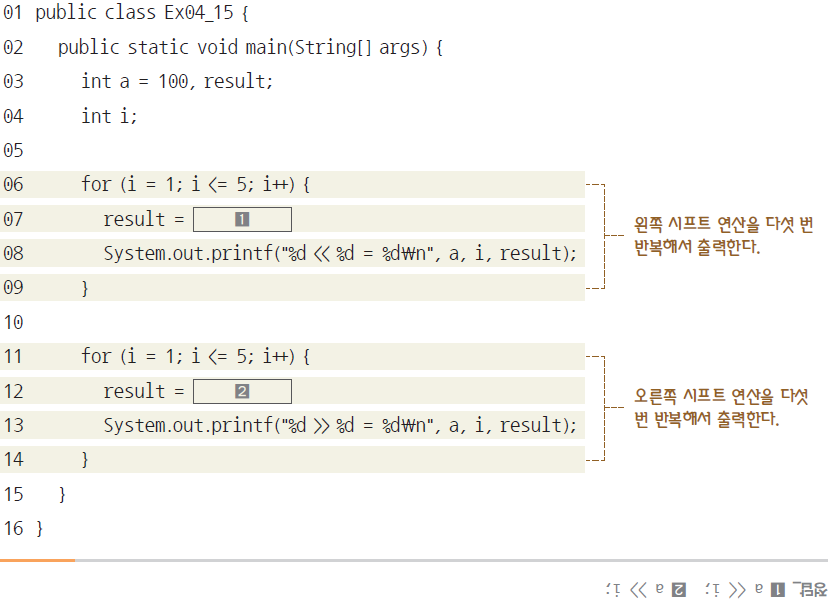 01 public class Ex04_15 {
02 public static void main(String[] args) {
03 int a = 100, result;
04 int i;
05
06 for (i = 1; i <= 5; i++) {
07 result = 1
08 System.out.printf("%d << %d = %d₩n", a, i, result);
09 }
왼쪽 시프트 연산을 다섯 번
반복해서 출력한다.
10
11 for (i = 1; i <= 5; i++) {
12 result = 2
13 System.out.printf("%d >> %d = %d₩n", a, i, result);
14 }
오른쪽 시프트 연산을 다섯
번 반복해서 출력한다.
15 }
16 }
정답_ 1 a << i; 2 a >> i;